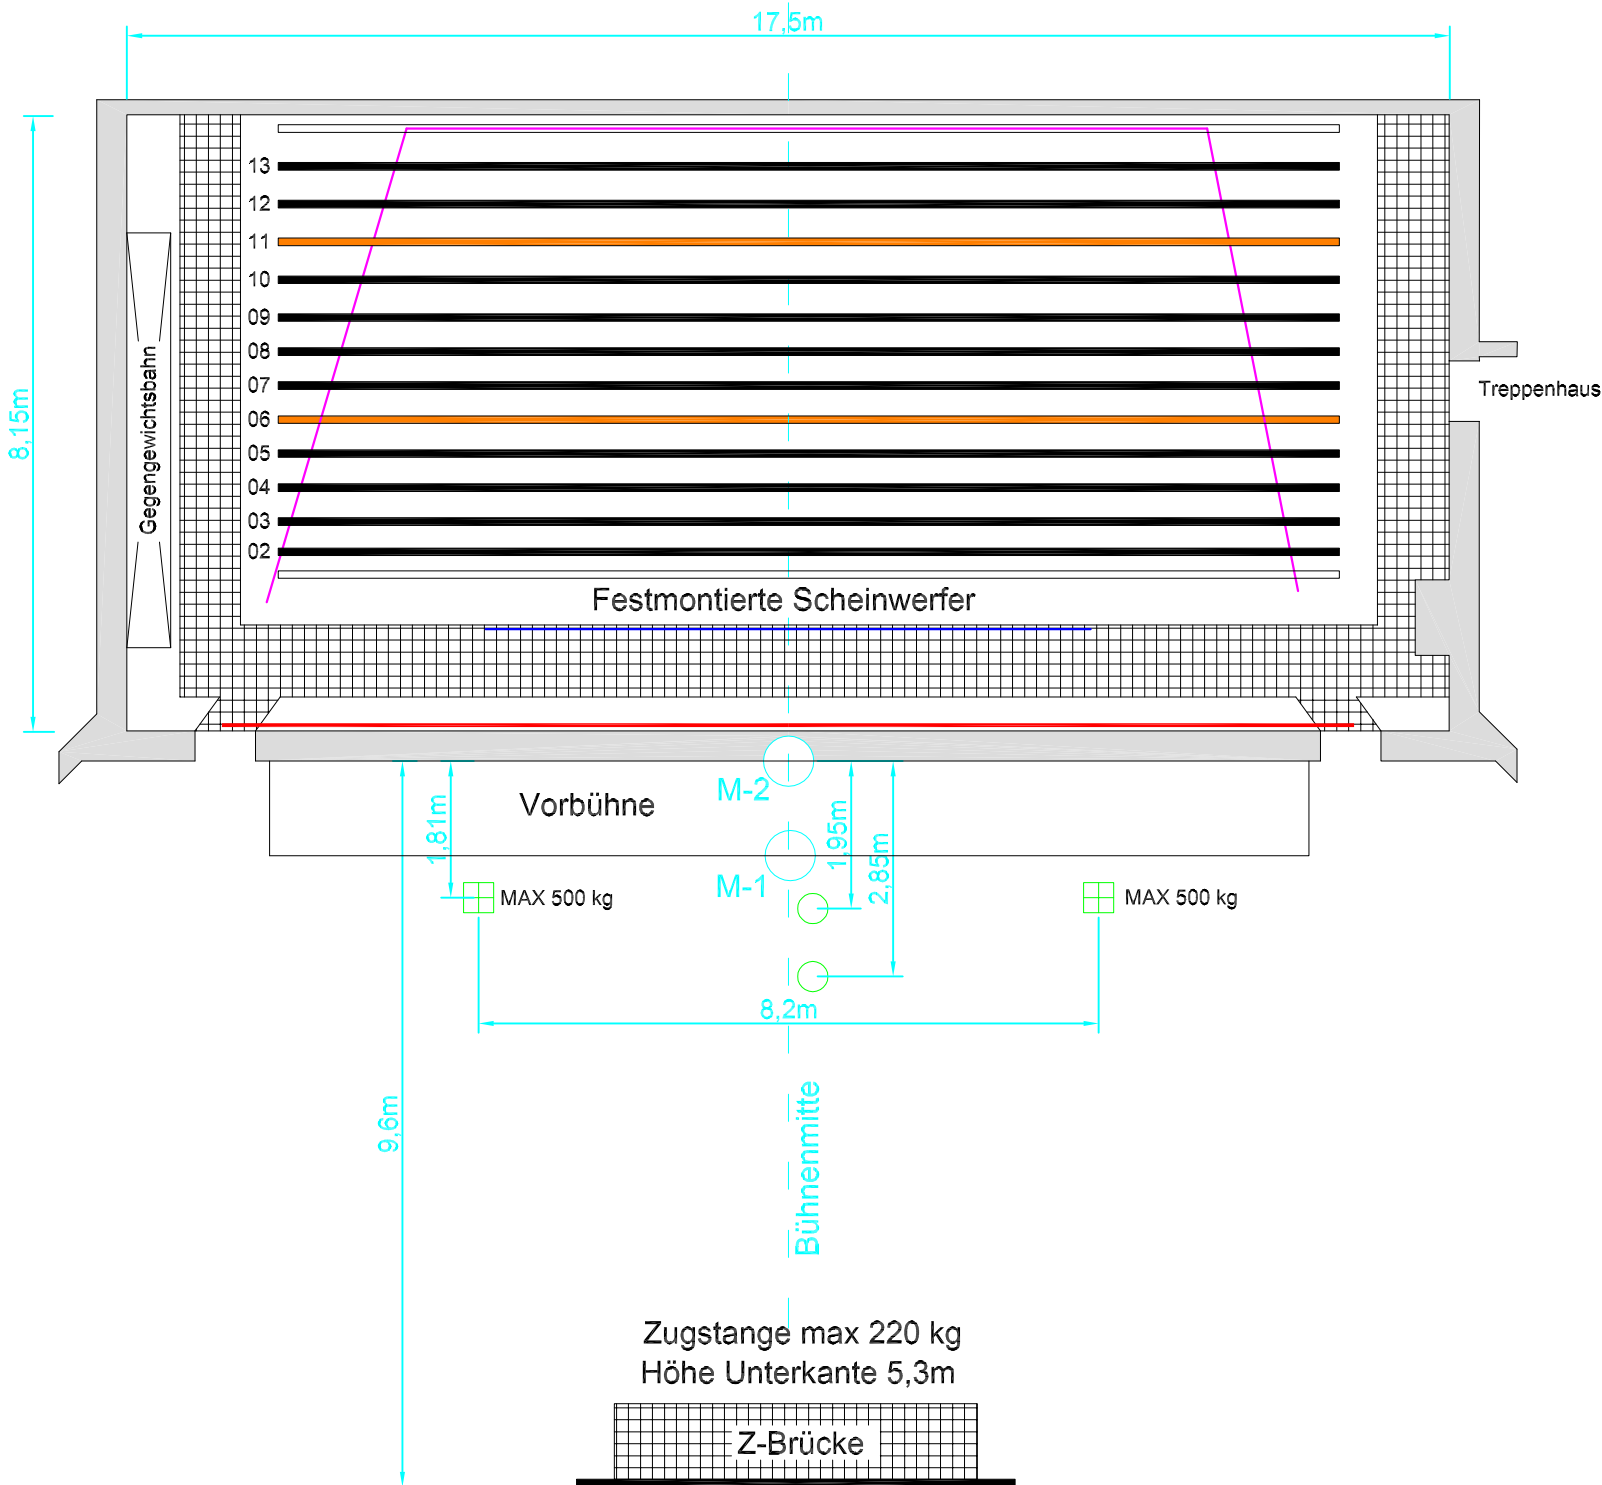 17,5m
13
12
11
10
09
08
07
06
05
04
03
02
8,15m
Gegengewichtsbahn
Treppenhaus
Festmontierte Scheinwerfer
M-2
Vorbühne
1,81m
1,95m
2,85m
M-1
MAX 500 kg
MAX 500 kg
8,2m
9,6m
Bühnenmitte
Zugstange max 220 kg
Höhe Unterkante 5,3m
Z-Brücke